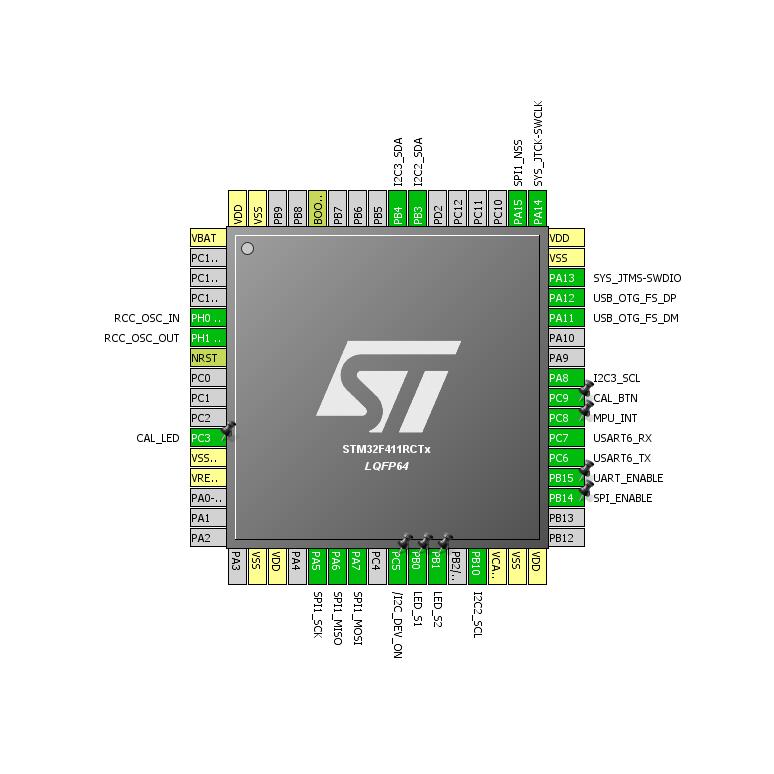 I2C3_SDA
I2C2_SDA
SPI1_NSS
SYS_JTCK-SWCLK
VDD
VSS
PB9
PB8
BOO..
PB7
PB6
PB5
PB4
PB3
PD2
PC12
PC11
PC10
PA15
PA14
VBAT
PC1..
PC1..
PC1..
RCC_OSC_IN PH0 ..
RCC_OSC_OUT PH1 ..
NRST
PC0
PC1
PC2
CAL_LED PC3
VSS..
VRE..
PA0-..
PA1
PA2
VDD
VSS
PA13 SYS_JTMS-SWDIO
PA12 USB_OTG_FS_DP
PA11 USB_OTG_FS_DM
PA10
PA9
PA8 I2C3_SCL
PC9 CAL_BTN
PC8 MPU_INT
PC7 USART6_RX
PC6 USART6_TX
PB15 UART_ENABLE
PB14 SPI_ENABLE
PB13
PB12
ST
STM32F411RCTx
LQFP64
PA3
VSS
VDD
PA4
PA5
PA6
PA7
PC4
PC5
PB0
PB1
PB2/..
PB10
VCA..
VSS
VDD
SPI1_SCK
SPI1_MISO
SPI1_MOSI
/I2C_DEV_ON
LED_S1
LED_S2
I2C2_SCL